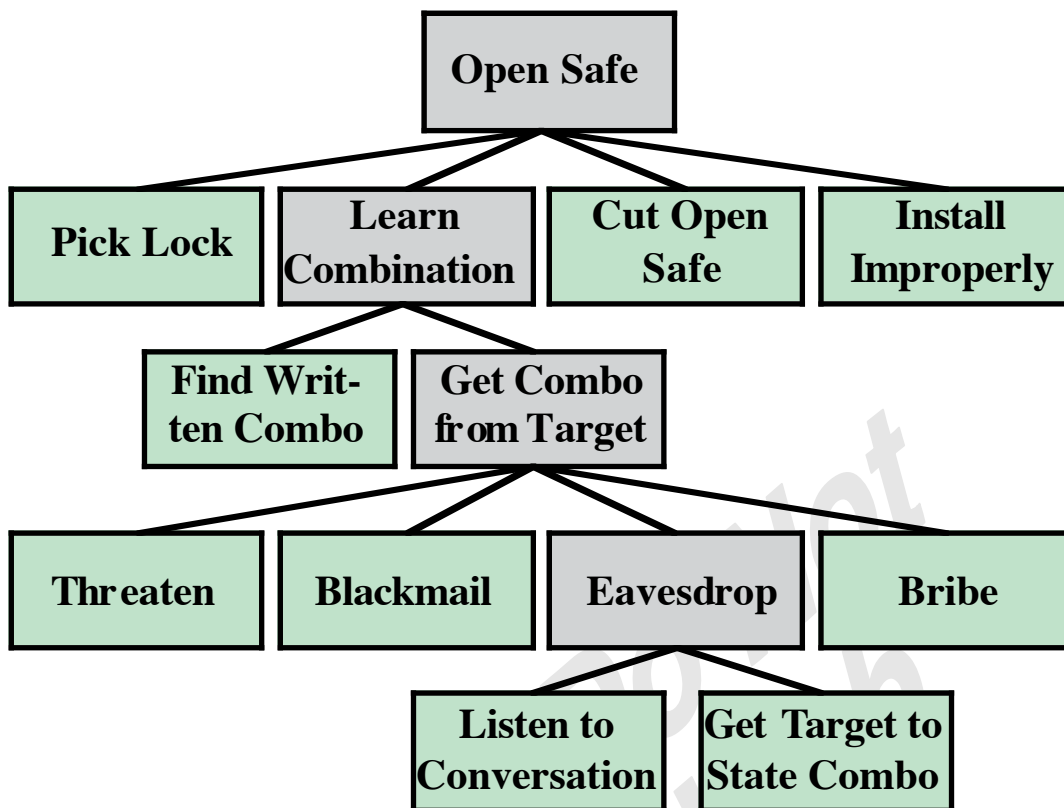 Open Safe
Pick Lock
Learn
Combination
Cut Open
Safe
Install
Improperly
Find Writ-
ten Combo
Get Combo
from Target
Threaten
Blackmail
Eavesdrop
Bribe
Listen to
Conversation
Get Target to
State Combo